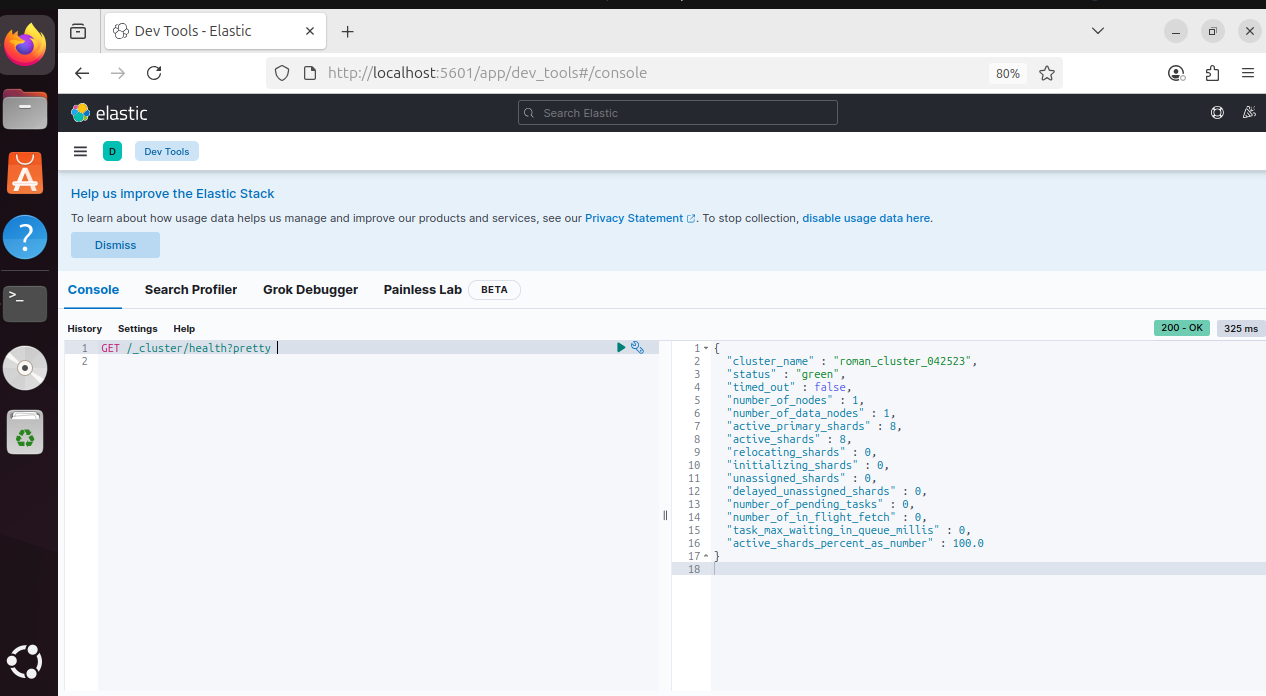 Dev Tools - Elastic
http://localhost:5601/app/dev_tools#/console
80%
elastic
Search Elastic
D
Dev Tools
Help us improve the Elastic Stack
To learn about how usage data helps us manage and improve our products and services, see our Privacy Statement. To stop collection, disable usage data here.
Dismiss
Console
Search Profiler
Grok Debugger
Painless Lab
BETA
History
Settings
Help
200 - OK
325 ms
1 GET /_cluster/health?pretty
2
1 {
2 "cluster_name" : "roman_cluster_042523",
3 "status" : "green",
4 "timed_out" : false,
5 "number_of_nodes" : 1,
6 "number_of_data_nodes" : 1,
7 "active_primary_shards" : 8,
8 "active_shards" : 8,
9 "relocating_shards" : 0,
10 "initializing_shards" : 0,
11 "unassigned_shards" : 0,
12 "delayed_unassigned_shards" : 0,
13 "number_of_pending_tasks" : 0,
14 "number_of_in_flight_fetch" : 0,
15 "task_max_waiting_in_queue_millis" : 0,
16 "active_shards_percent_as_number" : 100.0
17 }
18